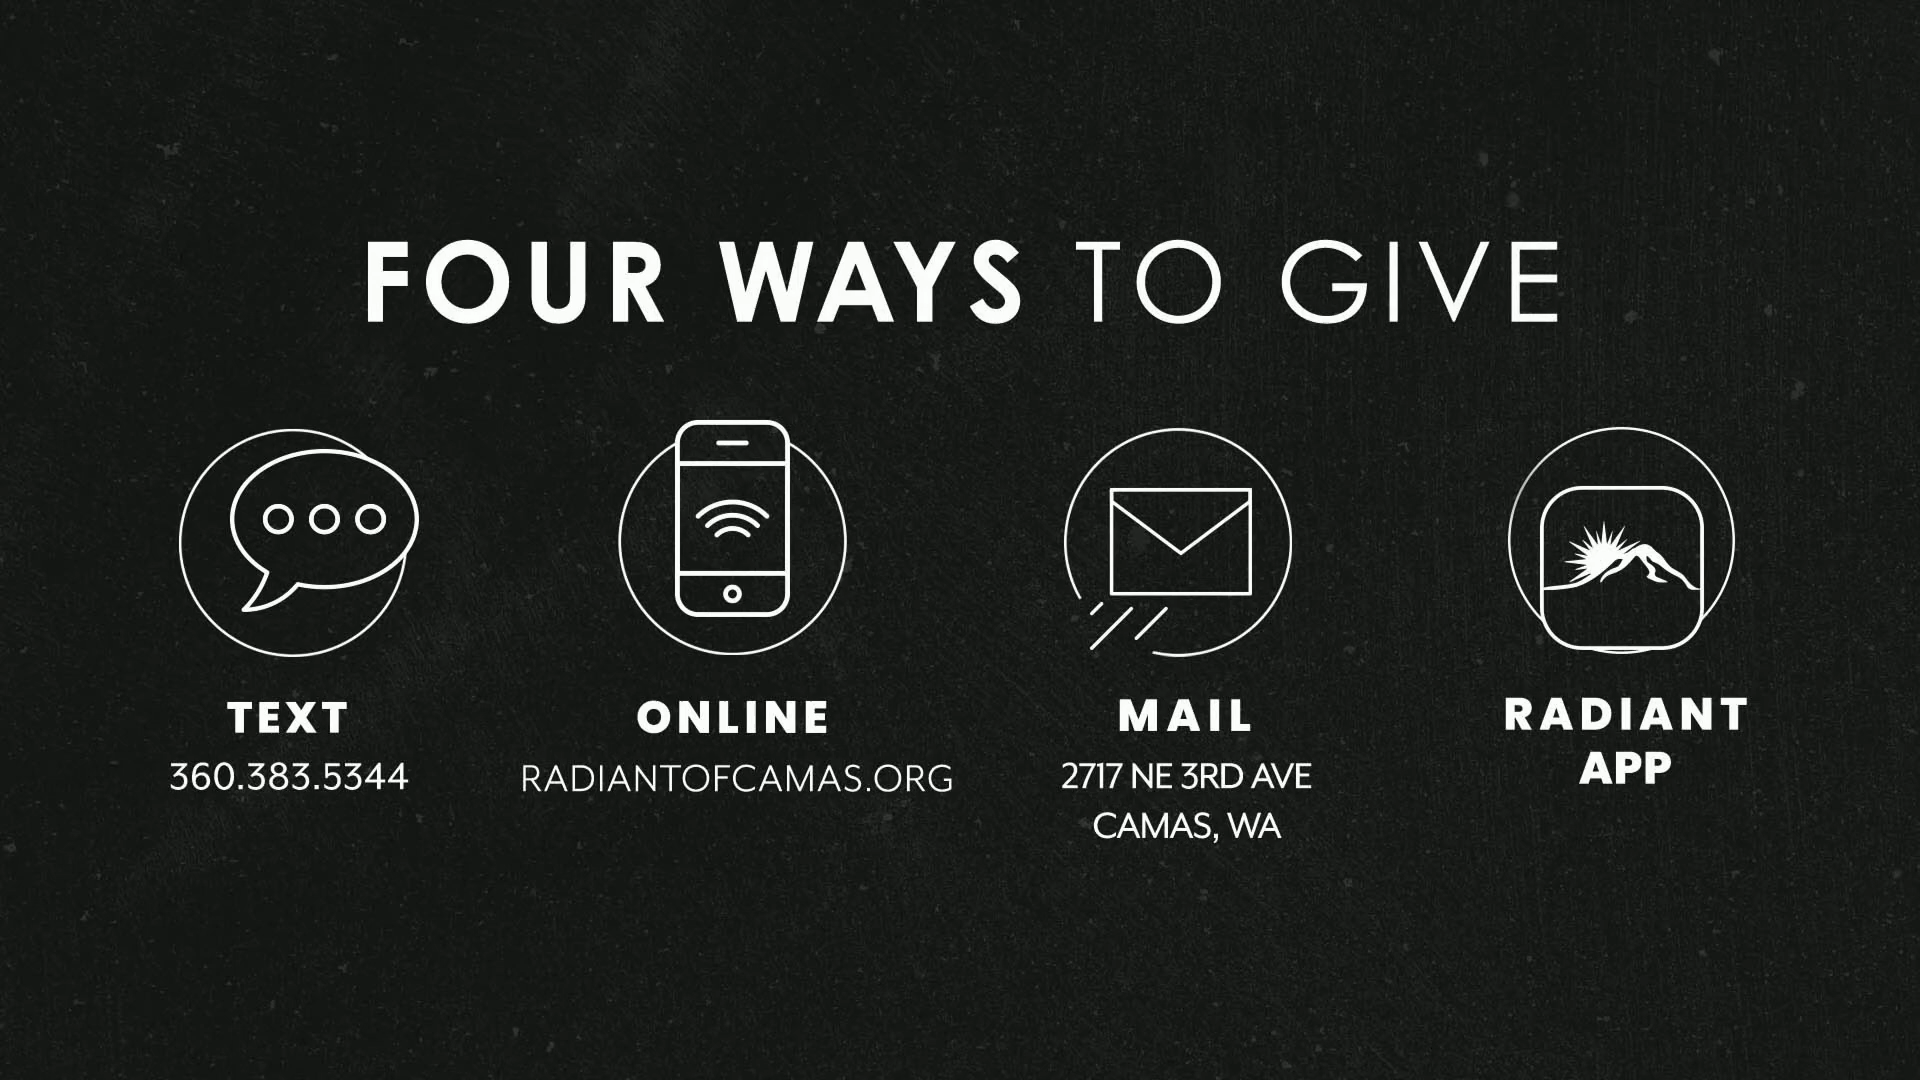 FOUR WAYS TO GIVE
TEXT
360.383.5344
ONLINE
RADIANTOFCAMAS.ORG
MAIL
2717 NE 3RD AVE
CAMAS, WA
RADIANT
APP